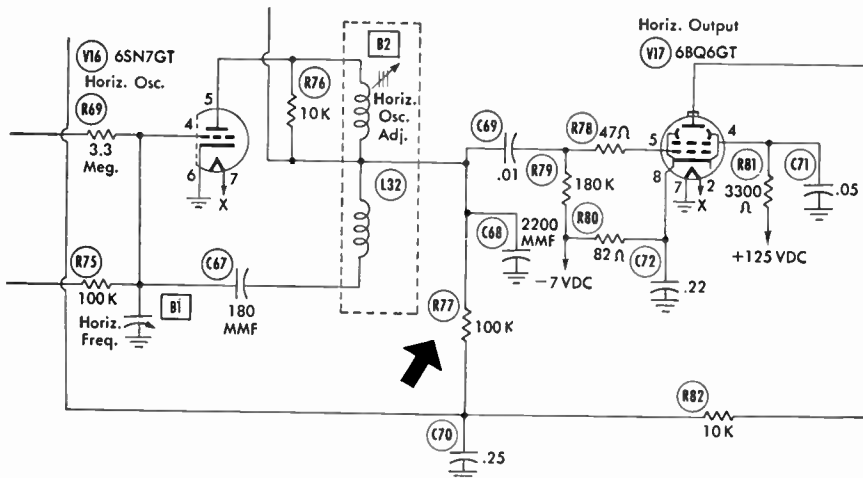 V16 6SN7GT
Horiz. Osc.
R69
3.3
Meg.
4
5
6
7
X
R76
10 K
B2
Horiz.
Osc.
Adj.
L32
R75
100 K
Horiz.
Freq.
B1
C67
180
MMF
C69
.01
R78
47Ω
R79
180 K
C68
2200
MMF
R80
82 Ω
-7 VDC
C72
.22
R77
100 K
Horiz. Output
V17 6BQ6GT
5
4
8
7
2
X
R81
3300
Ω
+125 VDC
C71
.05
C70
.25
R82
10 K